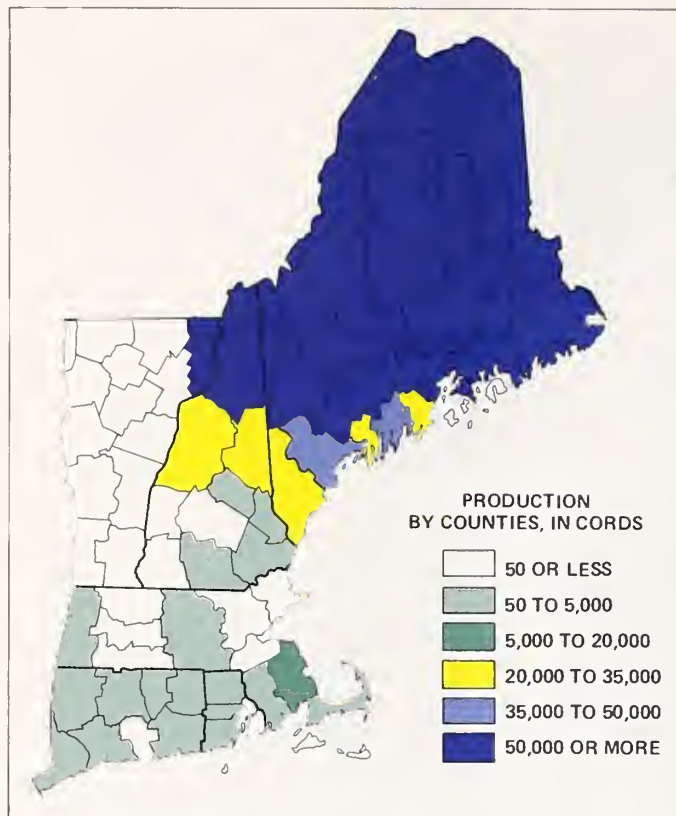 PRODUCTION
BY COUNTIES, IN CORDS
50 OR LESS
50 TO 5,000
5,000 TO 20,000
20,000 TO 35,000
35,000 TO 50,000
50,000 OR MORE